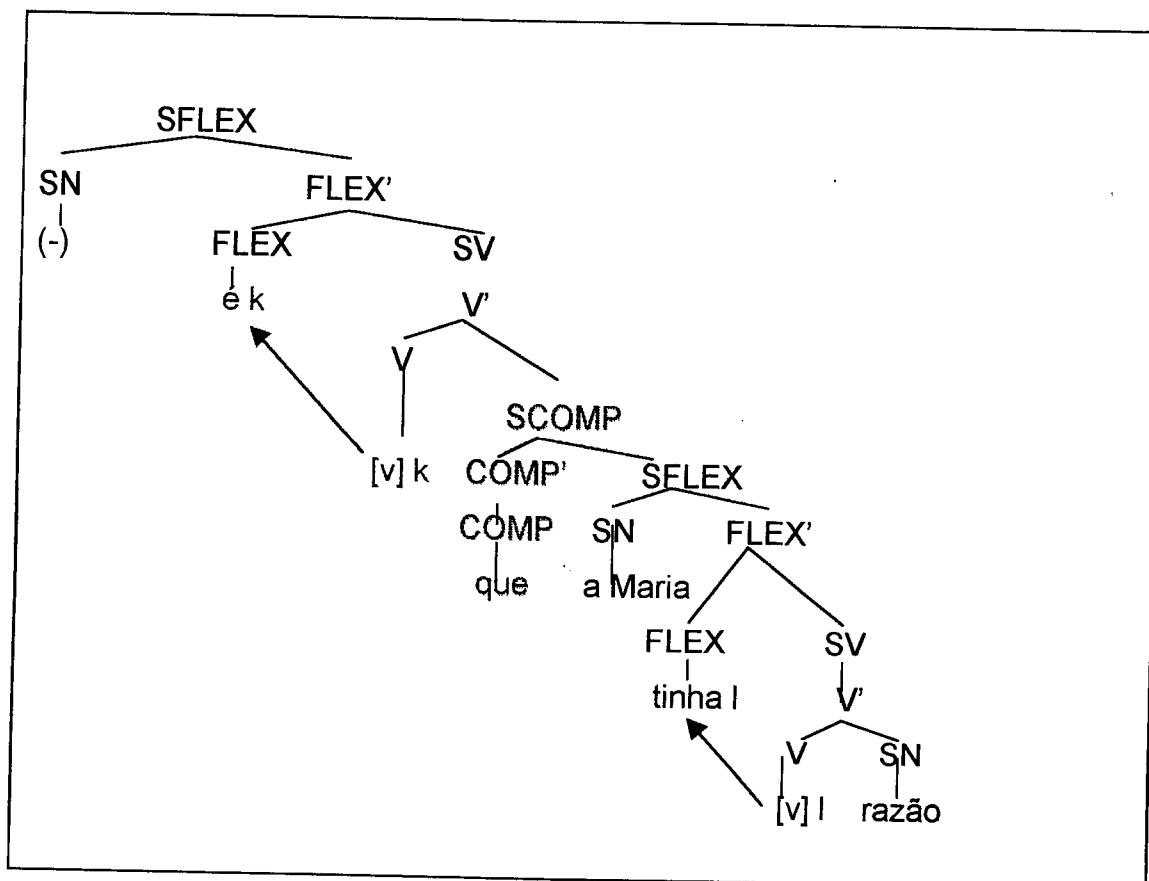 SFLEX
SN FLEX'
(-) FLEX SV
é k V'
V
SCOMP
[v] k COMP' SFLEX
COMP SN FLEX'
que a Maria
FLEX SV
tinha l V'
V SN
[v] l razão